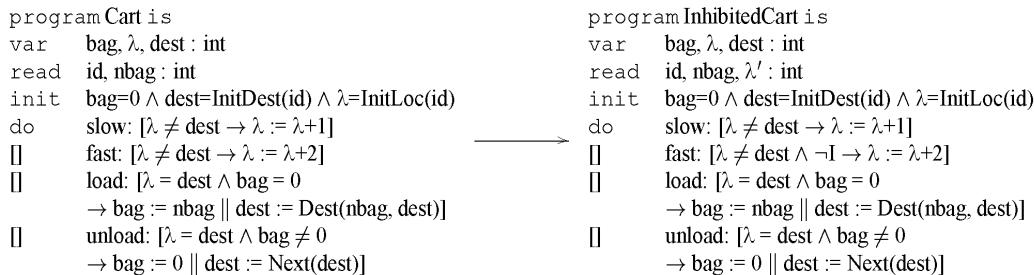 program Cart is
var bag, λ, dest : int
read id, nbag : int
init bag=0 ∧ dest=InitDest(id) ∧ λ=InitLoc(id)
do slow: [λ ≠ dest → λ := λ+1]
[] fast: [λ ≠ dest → λ := λ+2]
[] load: [λ = dest ∧ bag = 0
→ bag := nbag || dest := Dest(nbag, dest)]
[] unload: [λ = dest ∧ bag ≠ 0
→ bag := 0 || dest := Next(dest)]
program InhibitedCart is
var bag, λ, dest : int
read id, nbag, λ′ : int
init bag=0 ∧ dest=InitDest(id) ∧ λ=InitLoc(id)
do slow: [λ ≠ dest → λ := λ+1]
[] fast: [λ ≠ dest ∧ ¬I → λ := λ+2]
[] load: [λ = dest ∧ bag = 0
→ bag := nbag || dest := Dest(nbag, dest)]
[] unload: [λ = dest ∧ bag ≠ 0
→ bag := 0 || dest := Next(dest)]